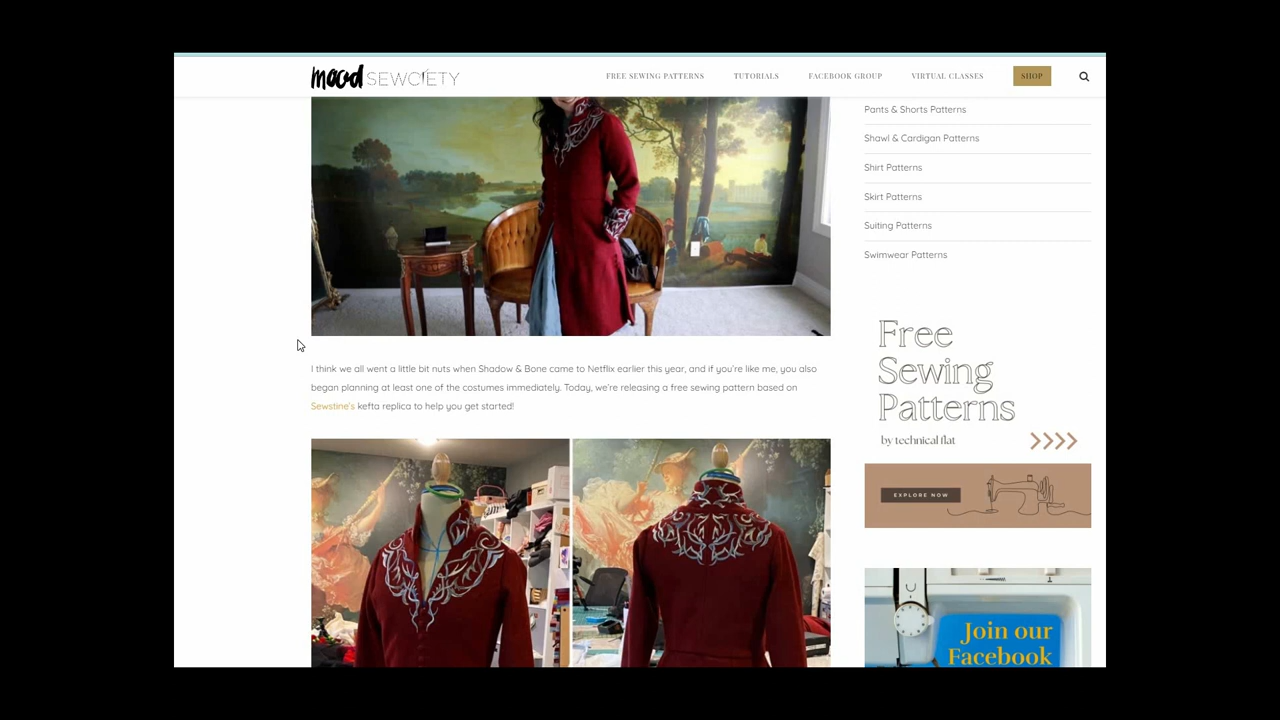 mood SEWCIETY
FREE SEWING PATTERNS
TUTORIALS
FACEBOOK GROUP
VIRTUAL CLASSES
SHOP
I think we all went a little bit nuts when Shadow & Bone came to Netflix earlier this year, and if you're like me, you also
began planning at least one of the costumes immediately. Today, we're releasing a free sewing pattern based on
Sewstine's kefta replica to help you get started!
Pants & Shorts Patterns
Shawl & Cardigan Patterns
Shirt Patterns
Skirt Patterns
Suiting Patterns
Swimwear Patterns
Free
Sewing
Patterns
by technical flat
EXPLORE NOW
Join our
Facebook